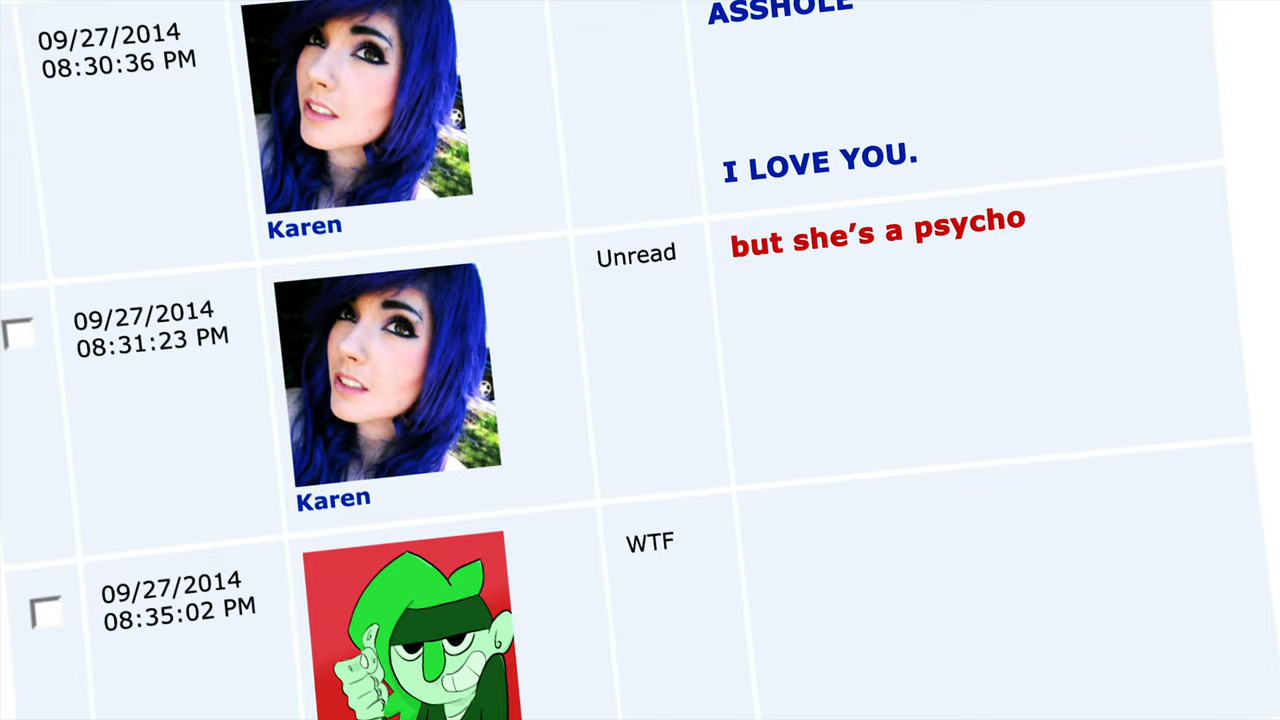 ASSHOLE
09/27/2014
08:30:36 PM
I LOVE YOU.
Karen
but she's a psycho
Unread
09/27/2014
08:31:23 PM
Karen
WTF
09/27/2014
08:35:02 PM